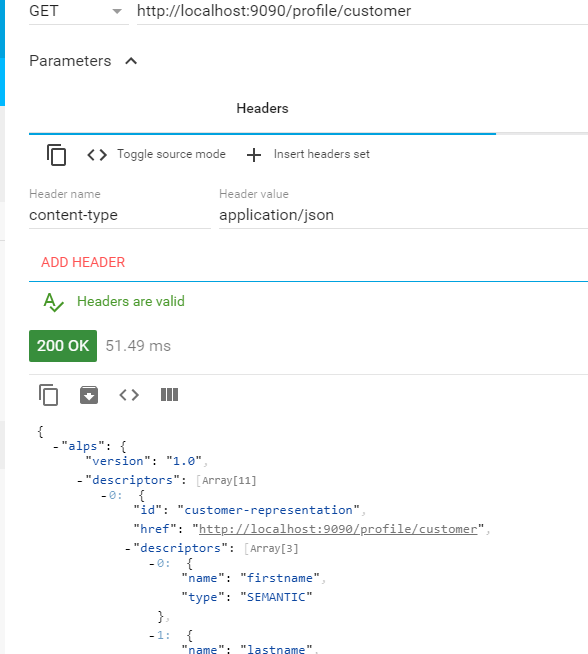 GET http://localhost:9090/profile/customer
Parameters
Headers
Toggle source mode Insert headers set
Header name Header value
content-type application/json
ADD HEADER
Headers are valid
200 OK 51.49 ms
{
-"alps": {
"version": "1.0",
-"descriptors": [Array[11]
-0: {
"id": "customer-representation",
"href": "http://localhost:9090/profile/customer",
-"descriptors": [Array[3]
-0: {
"name": "firstname",
"type": "SEMANTIC"
},
-1: {
"name": "lastname",